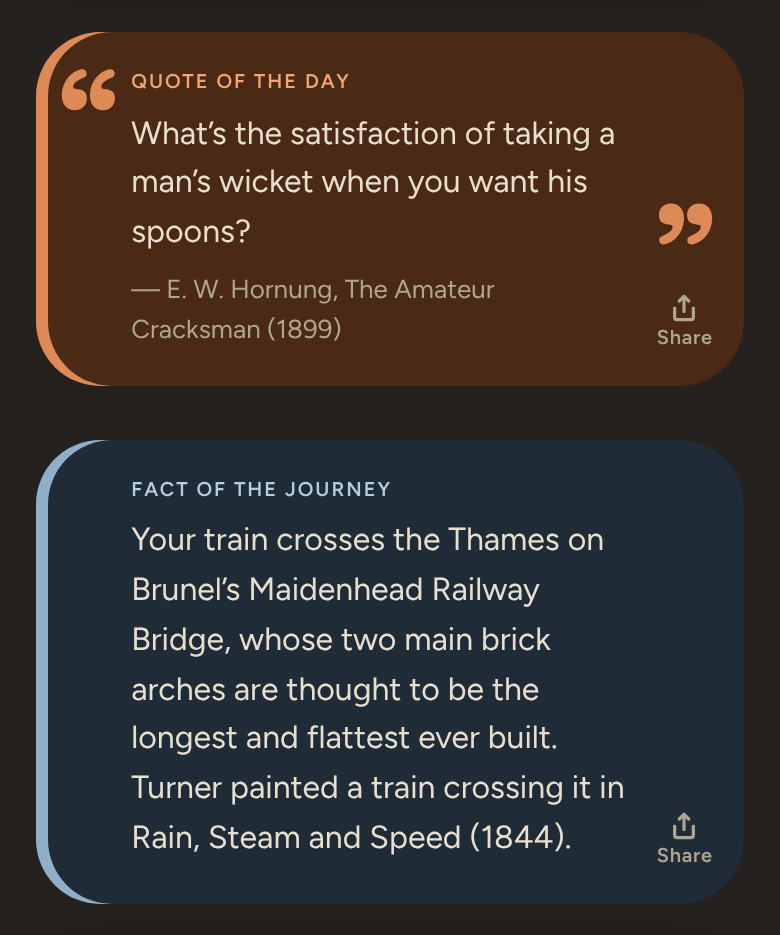 “ QUOTE OF THE DAY
What’s the satisfaction of taking a
man’s wicket when you want his
spoons?
”
— E. W. Hornung, The Amateur
Cracksman (1899)
Share
FACT OF THE JOURNEY
Your train crosses the Thames on
Brunel’s Maidenhead Railway
Bridge, whose two main brick
arches are thought to be the
longest and flattest ever built.
Turner painted a train crossing it in
Rain, Steam and Speed (1844).
Share